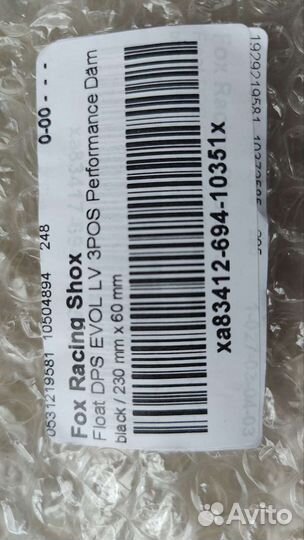 0-00 - - -
0531219581 10504894 248
Fox Racing Shox
Float DPS EVOL LV 3POS Performance Däm
black / 230 mm x 60 mm
xa83412-694-10351x
Avito